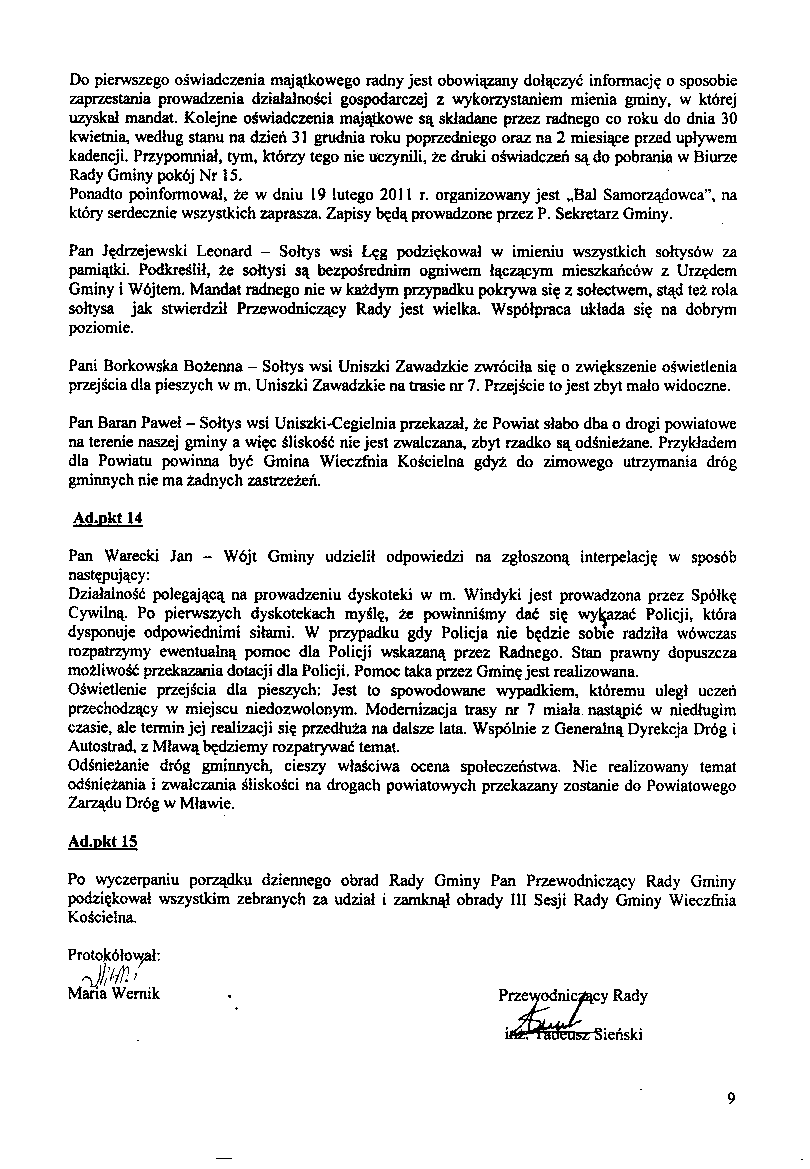 Do pierwszego oświadczenia majątkowego radny jest obowiązany dołączyć informację o sposobie
zaprzestania prowadzenia działalności gospodarczej z wykorzystaniem mienia gminy, w której
uzyskał mandat. Kolejne oświadczenia majątkowe są składane przez radnego co roku do dnia 30
kwietnia, według stanu na dzień 31 grudnia roku poprzedniego oraz na 2 miesiące przed upływem
kadencji. Przypomniał, tym, którzy tego nie uczynili, że druki oświadczeń są do pobrania w Biurze
Rady Gminy pokój Nr 15.
Ponadto poinformował, że w dniu 19 lutego 2011 r. organizowany jest „Bal Samorządowca”, na
który serdecznie wszystkich zaprasza. Zapisy będą prowadzone przez P. Sekretarz Gminy.
Pan Jędrzejewski Leonard – Sołtys wsi Łęg podziękował w imieniu wszystkich sołtysów za
pamiątki. Podkreślił, że sołtysi są bezpośrednim ogniwem łączącym mieszkańców z Urzędem
Gminy i Wójtem. Mandat radnego nie w każdym przypadku pokrywa się z sołectwem, stąd też rola
sołtysa jak stwierdził Przewodniczący Rady jest wielka. Współpraca układa się na dobrym
poziomie.
Pani Borkowska Bożenna – Sołtys wsi Uniszki Zawadzkie zwróciła się o zwiększenie oświetlenia
przejścia dla pieszych w m. Uniszki Zawadzkie na trasie nr 7. Przejście to jest zbyt mało widoczne.
Pan Baran Paweł – Sołtys wsi Uniszki-Cegielnia przekazał, że Powiat słabo dba o drogi powiatowe
na terenie naszej gminy a więc śliskość nie jest zwalczana, zbyt rzadko są odśnieżane. Przykładem
dla Powiatu powinna być Gmina Wieczfnia Kościelna gdyż do zimowego utrzymania dróg
gminnych nie ma żadnych zastrzeżeń.
Ad.pkt 14
Pan Warecki Jan – Wójt Gminy udzielił odpowiedzi na zgłoszoną interpelację w sposób
następujący:
Działalność polegającą na prowadzeniu dyskoteki w m. Windyki jest prowadzona przez Spółkę
Cywilną. Po pierwszych dyskotekach myślę, że powinniśmy dać się wykazać Policji, która
dysponuje odpowiednimi siłami. W przypadku gdy Policja nie będzie sobie radziła wówczas
rozpatrzymy ewentualną pomoc dla Policji wskazaną przez Radnego. Stan prawny dopuszcza
możliwość przekazania dotacji dla Policji. Pomoc taka przez Gminę jest realizowana.
Oświetlenie przejścia dla pieszych: Jest to spowodowane wypadkiem, któremu uległ uczeń
przechodzący w miejscu niedozwolonym. Modernizacja trasy nr 7 miała nastąpić w niedługim
czasie, ale termin jej realizacji się przedłuża na dalsze lata. Wspólnie z Generalną Dyrekcja Dróg i
Autostrad, z Mławą będziemy rozpatrywać temat.
Odśnieżanie dróg gminnych, cieszy właściwa ocena społeczeństwa. Nie realizowany temat
odśnieżania i zwalczania śliskości na drogach powiatowych przekazany zostanie do Powiatowego
Zarządu Dróg w Mławie.
Ad.pkt 15
Po wyczerpaniu porządku dziennego obrad Rady Gminy Pan Przewodniczący Rady Gminy
podziękował wszystkim zebranych za udział i zamknął obrady III Sesji Rady Gminy Wieczfnia
Kościelna.
Protokółował:
Maria Wernik
Przewodniczący Rady
inż. Tadeusz Sieński
9